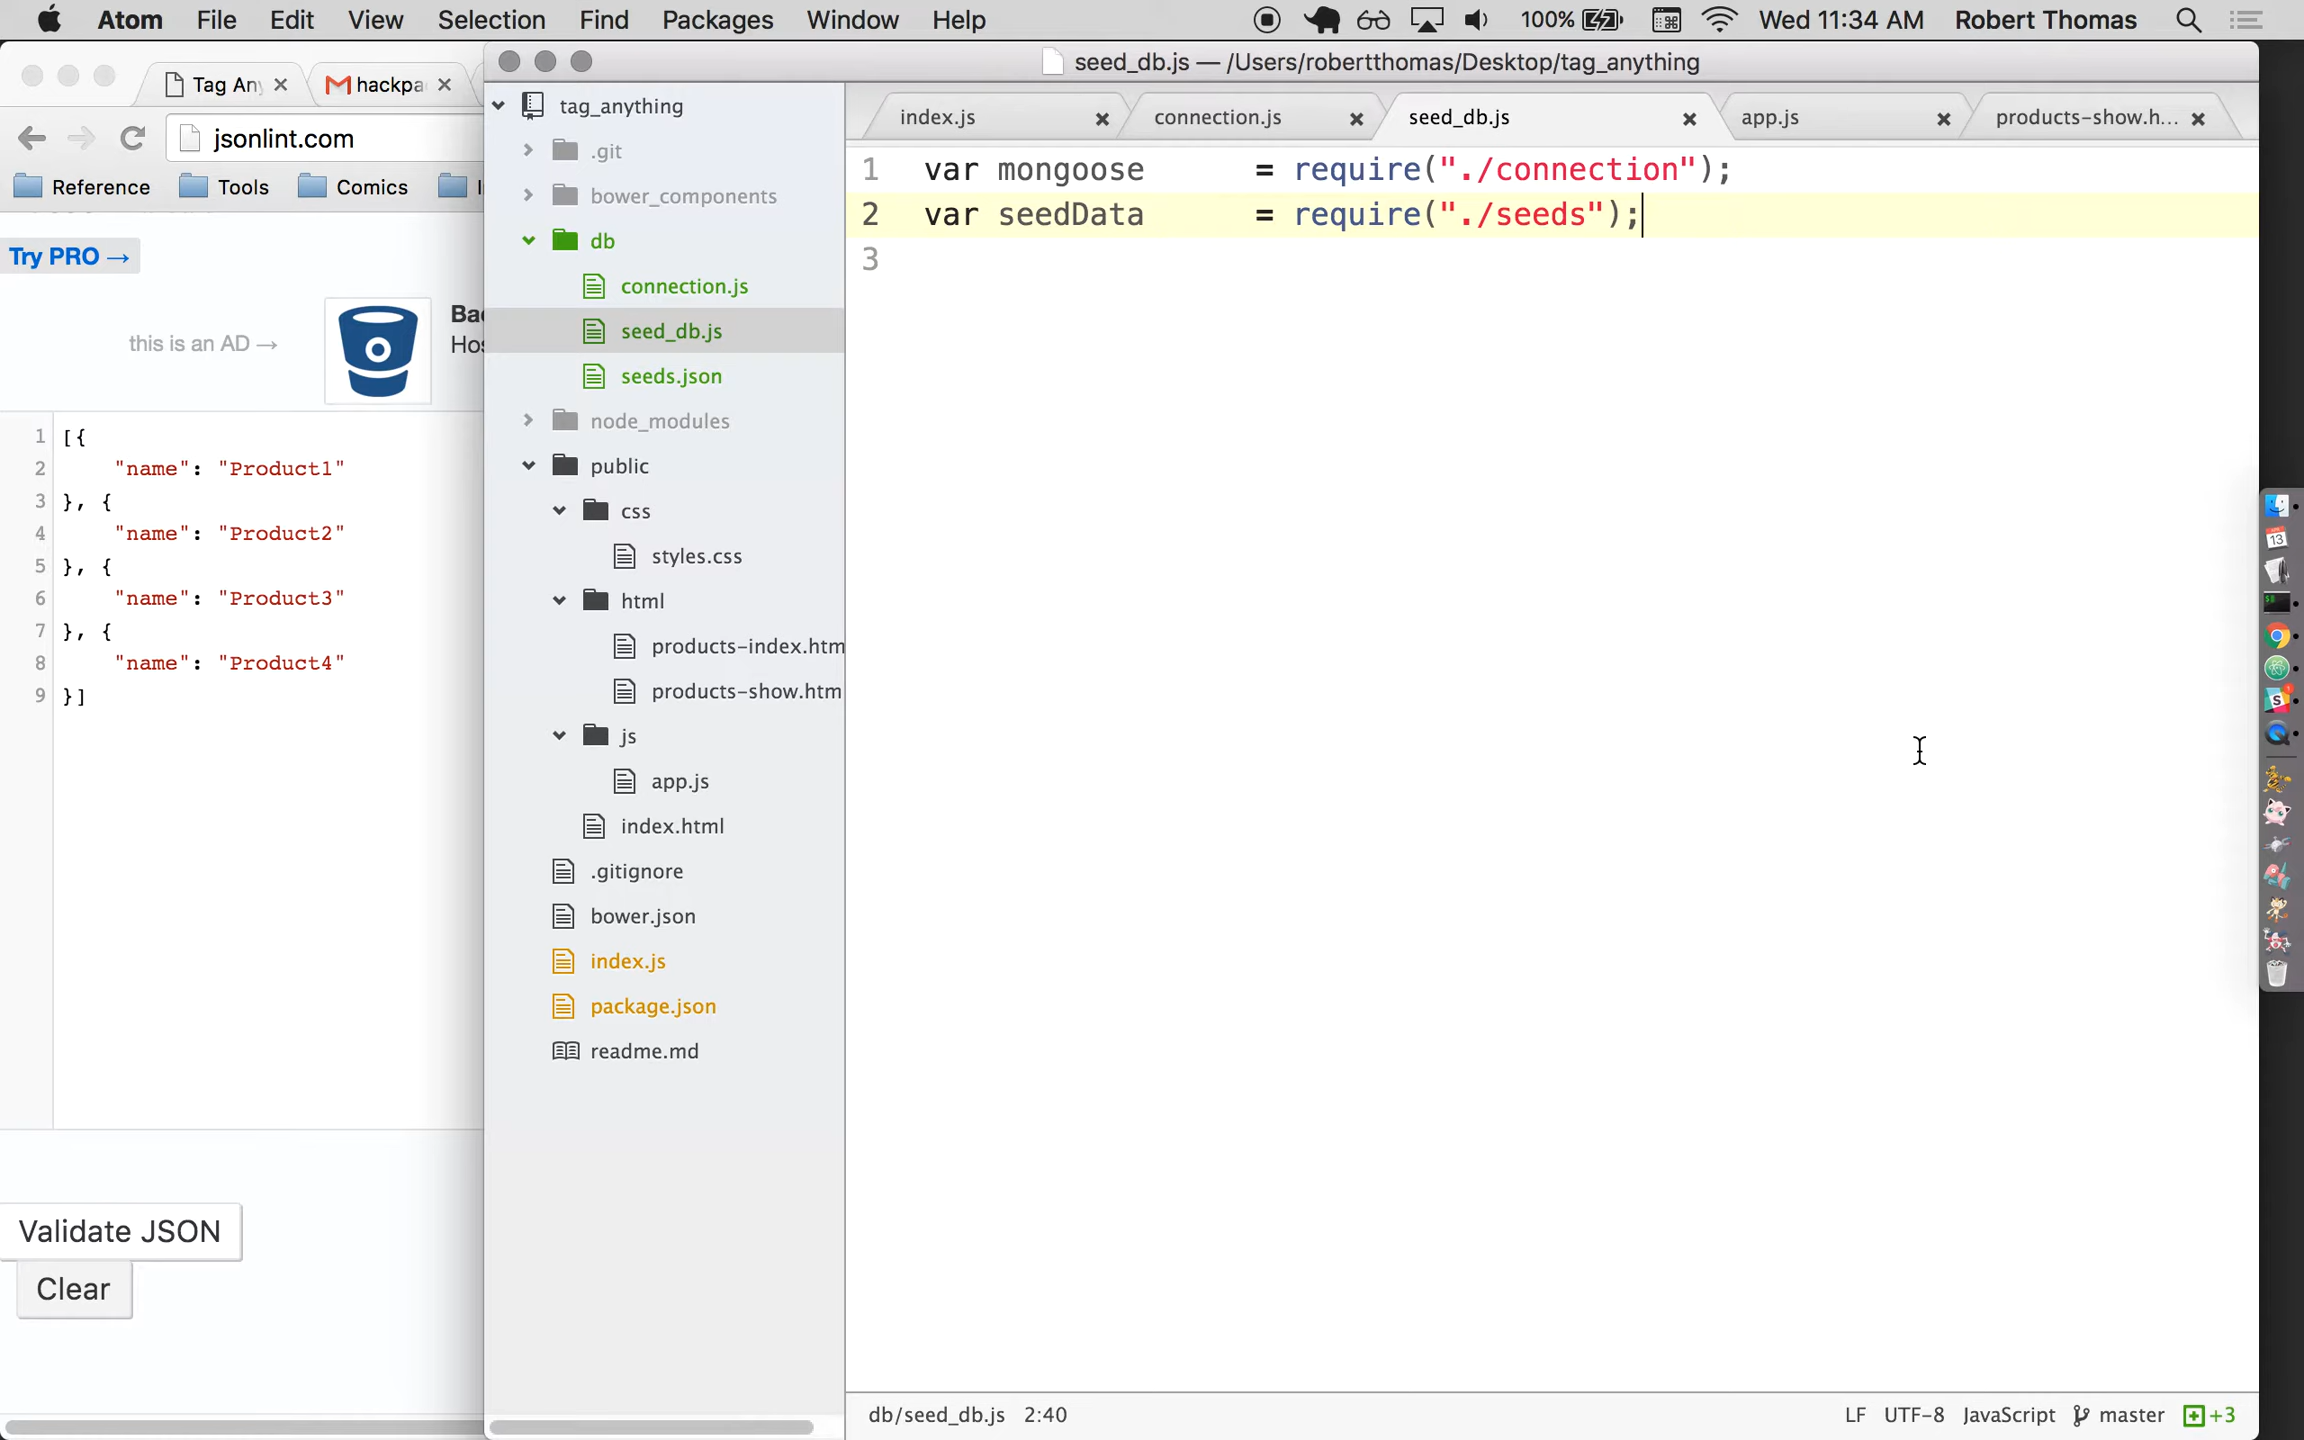 Atom File Edit View Selection Find Packages Window Help 100% Wed 11:34 AM Robert Thomas
seed_db.js — /Users/robertthomas/Desktop/tag_anything
Tag An
hackpa
jsonlint.com
Reference Tools Comics
Try PRO →
this is an AD →
Ba
Hos
1 [{
2 "name": "Product1"
3 }, {
4 "name": "Product2"
5 }, {
6 "name": "Product3"
7 }, {
8 "name": "Product4"
9 }]
Validate JSON
Clear
tag_anything
.git
bower_components
db
connection.js
seed_db.js
seeds.json
node_modules
public
css
styles.css
html
products-index.htm
products-show.htm
js
app.js
index.html
.gitignore
bower.json
index.js
package.json
readme.md
index.js connection.js seed_db.js app.js products-show.h...
1 var mongoose = require("./connection");
2 var seedData = require("./seeds");
3
db/seed_db.js 2:40
LF UTF-8 JavaScript master +3
13